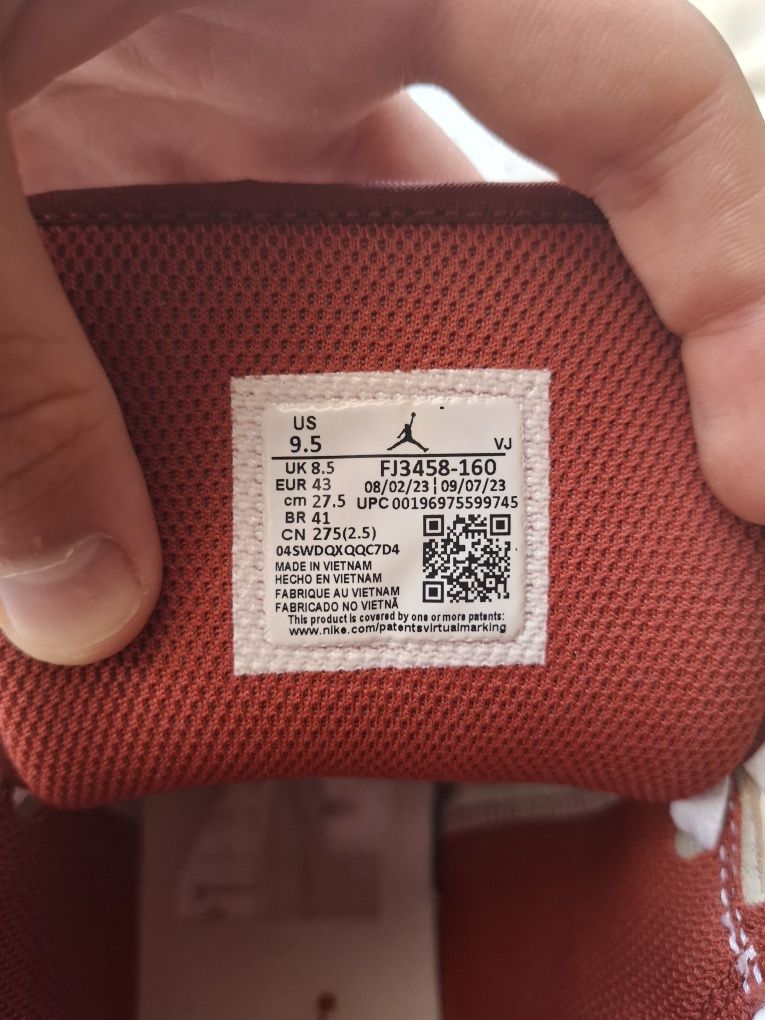 US
9.5
VJ
UK 8.5 FJ3458-160
EUR 43 08/02/23 | 09/07/23
cm 27.5 UPC 00196975599745
BR 41
CN 275(2.5)
04SWDQXQQC7D4
MADE IN VIETNAM
HECHO EN VIETNAM
FABRIQUE AU VIETNAM
FABRICADO NO VIETNÃ
This product is covered by one or more patents:
www.nike.com/patentsvirtualmarking